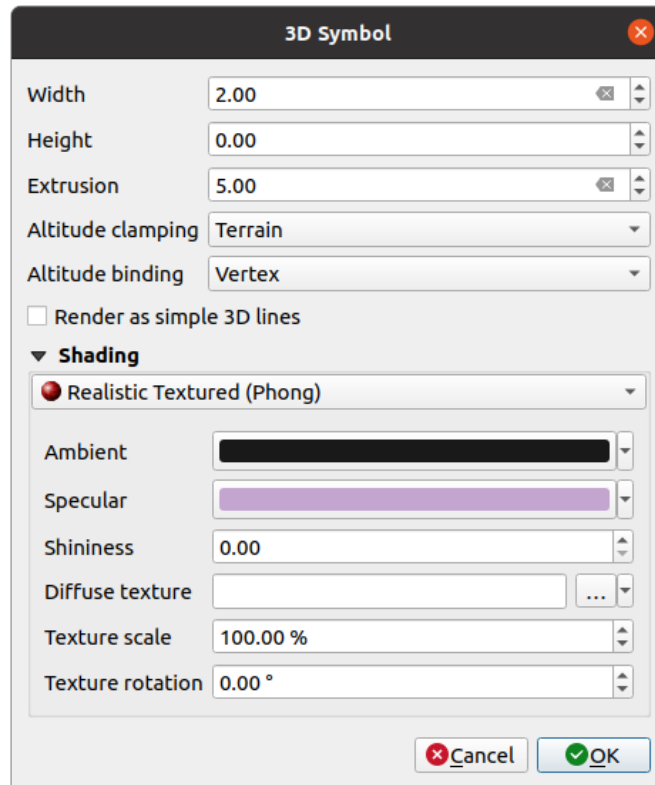 3D Symbol
Width 2.00
Height 0.00
Extrusion 5.00
Altitude clamping Terrain
Altitude binding Vertex
Render as simple 3D lines
Shading
Realistic Textured (Phong)
Ambient
Specular
Shininess 0.00
Diffuse texture ...
Texture scale 100.00 %
Texture rotation 0.00 °
Cancel OK